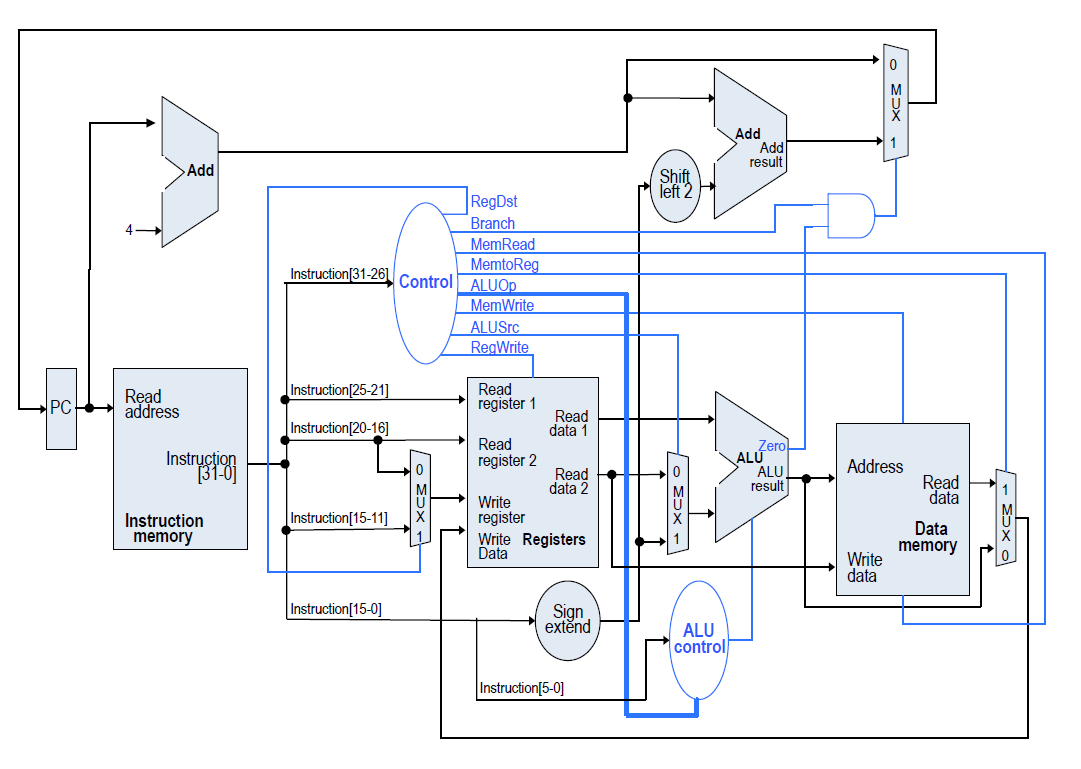 0
M
U
X
1
Add
Add
Add
result
Shift
left 2
4
RegDst
Branch
MemRead
MemtoReg
ALUOp
MemWrite
ALUSrc
RegWrite
Control
Instruction[31-26]
PC
Read
address
Instruction
[31-0]
Instruction
memory
Instruction[25-21]
Instruction[20-16]
Instruction[15-11]
Instruction[15-0]
Instruction[5-0]
0
M
U
X
1
Read
register 1
Read
register 2
Write
register
Write
Data
Read
data 1
Read
data 2
Registers
0
M
U
X
1
Zero
ALU
ALU
result
Address
Read
data
Data
memory
Write
data
1
M
U
X
0
Sign
extend
ALU
control